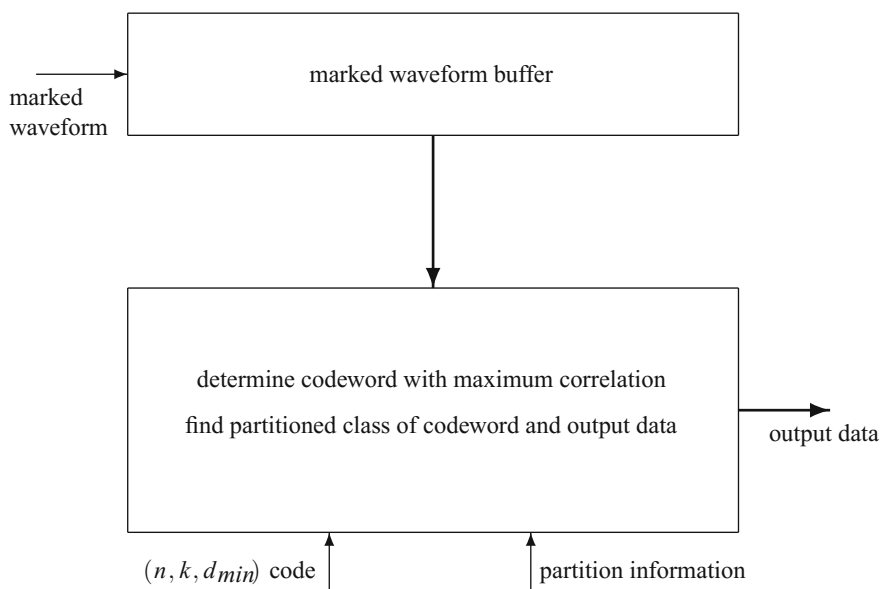 marked waveform buffer
marked
waveform
determine codeword with maximum correlation
find partitioned class of codeword and output data
output data
(n, k, dmin) code
partition information